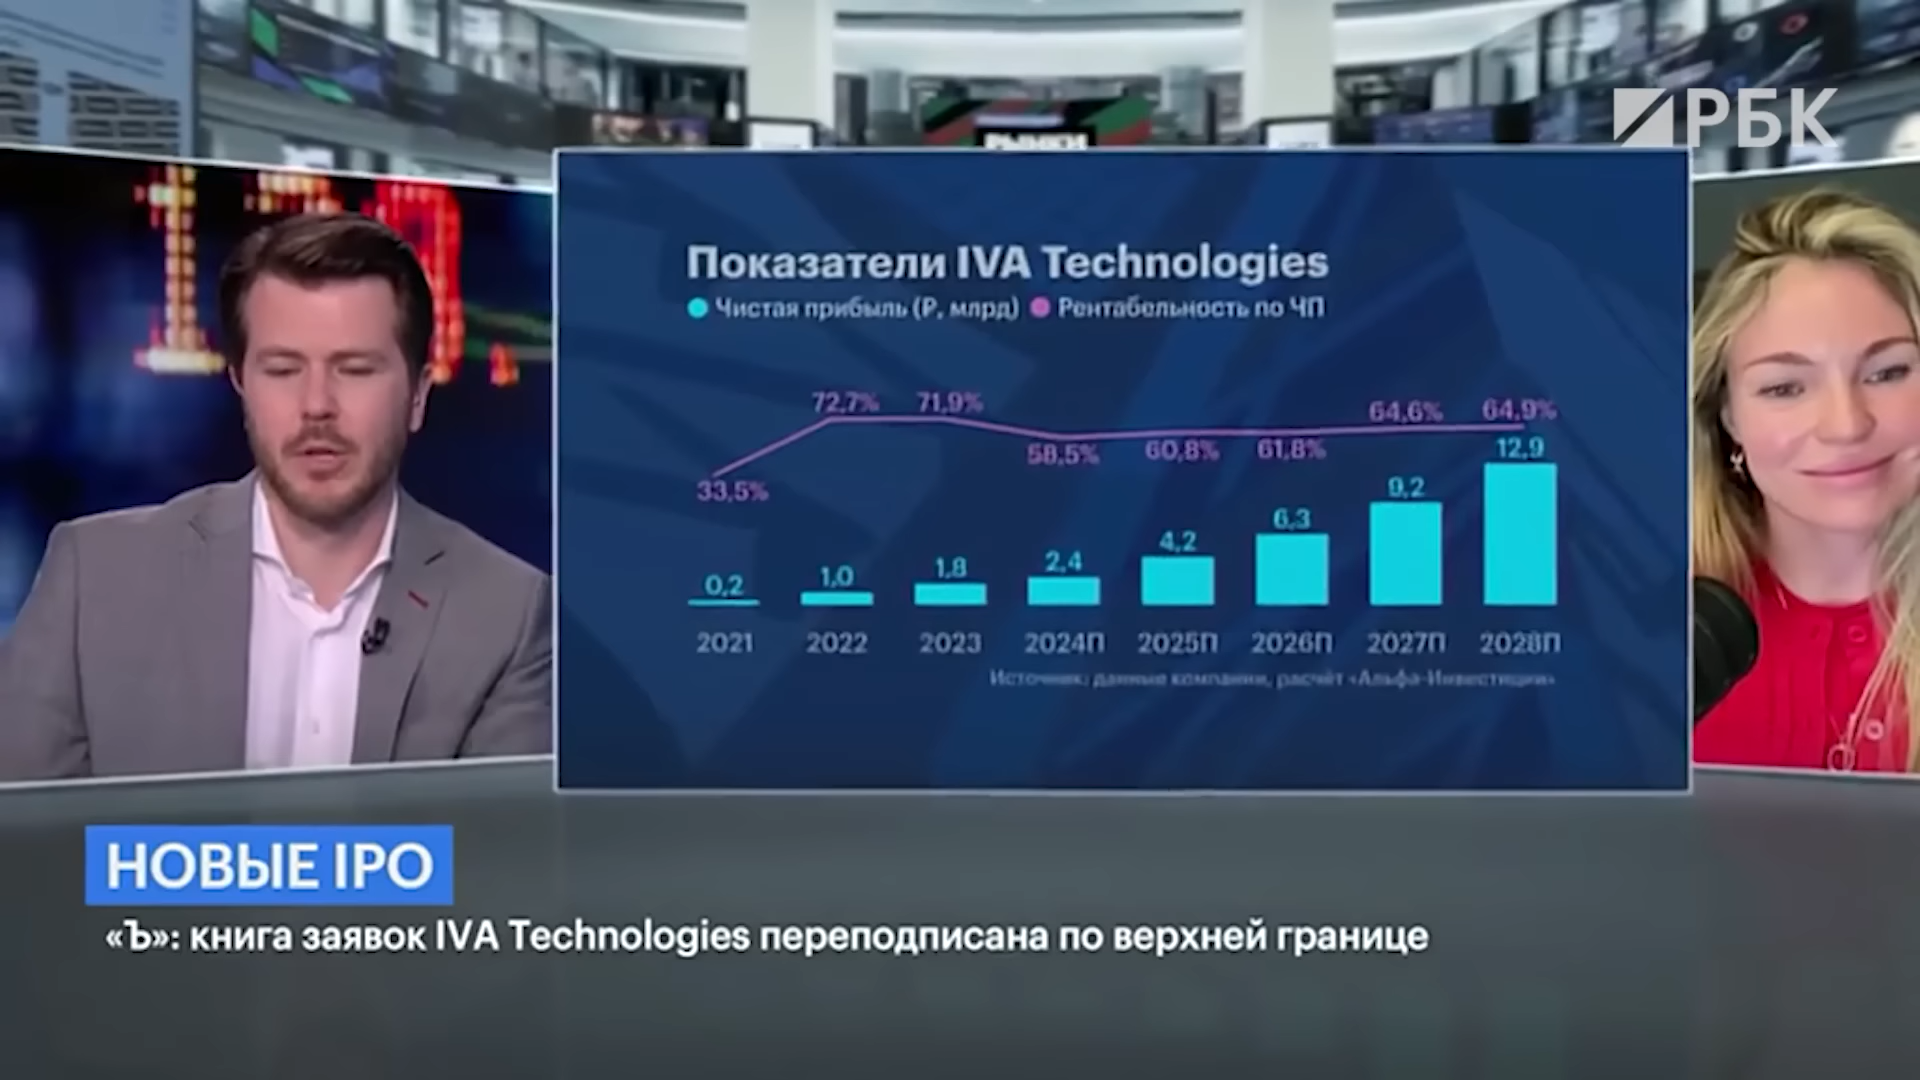 РБК
РЫНКИ
Показатели IVA Technologies
Чистая прибыль (₽, млрд) Рентабельность по ЧП
72,7% 71,9% 64,6% 64,9%
33,5% 58,5% 60,8% 61,8%
0,2 1,0 1,8 2,4 4,2 6,3 9,2 12,9
2021 2022 2023 2024П 2025П 2026П 2027П 2028П
Источник: данные компании, расчёт «Альфа-Инвестиции»
НОВЫЕ IPO
«Ъ»: книга заявок IVA Technologies переподписана по верхней границе